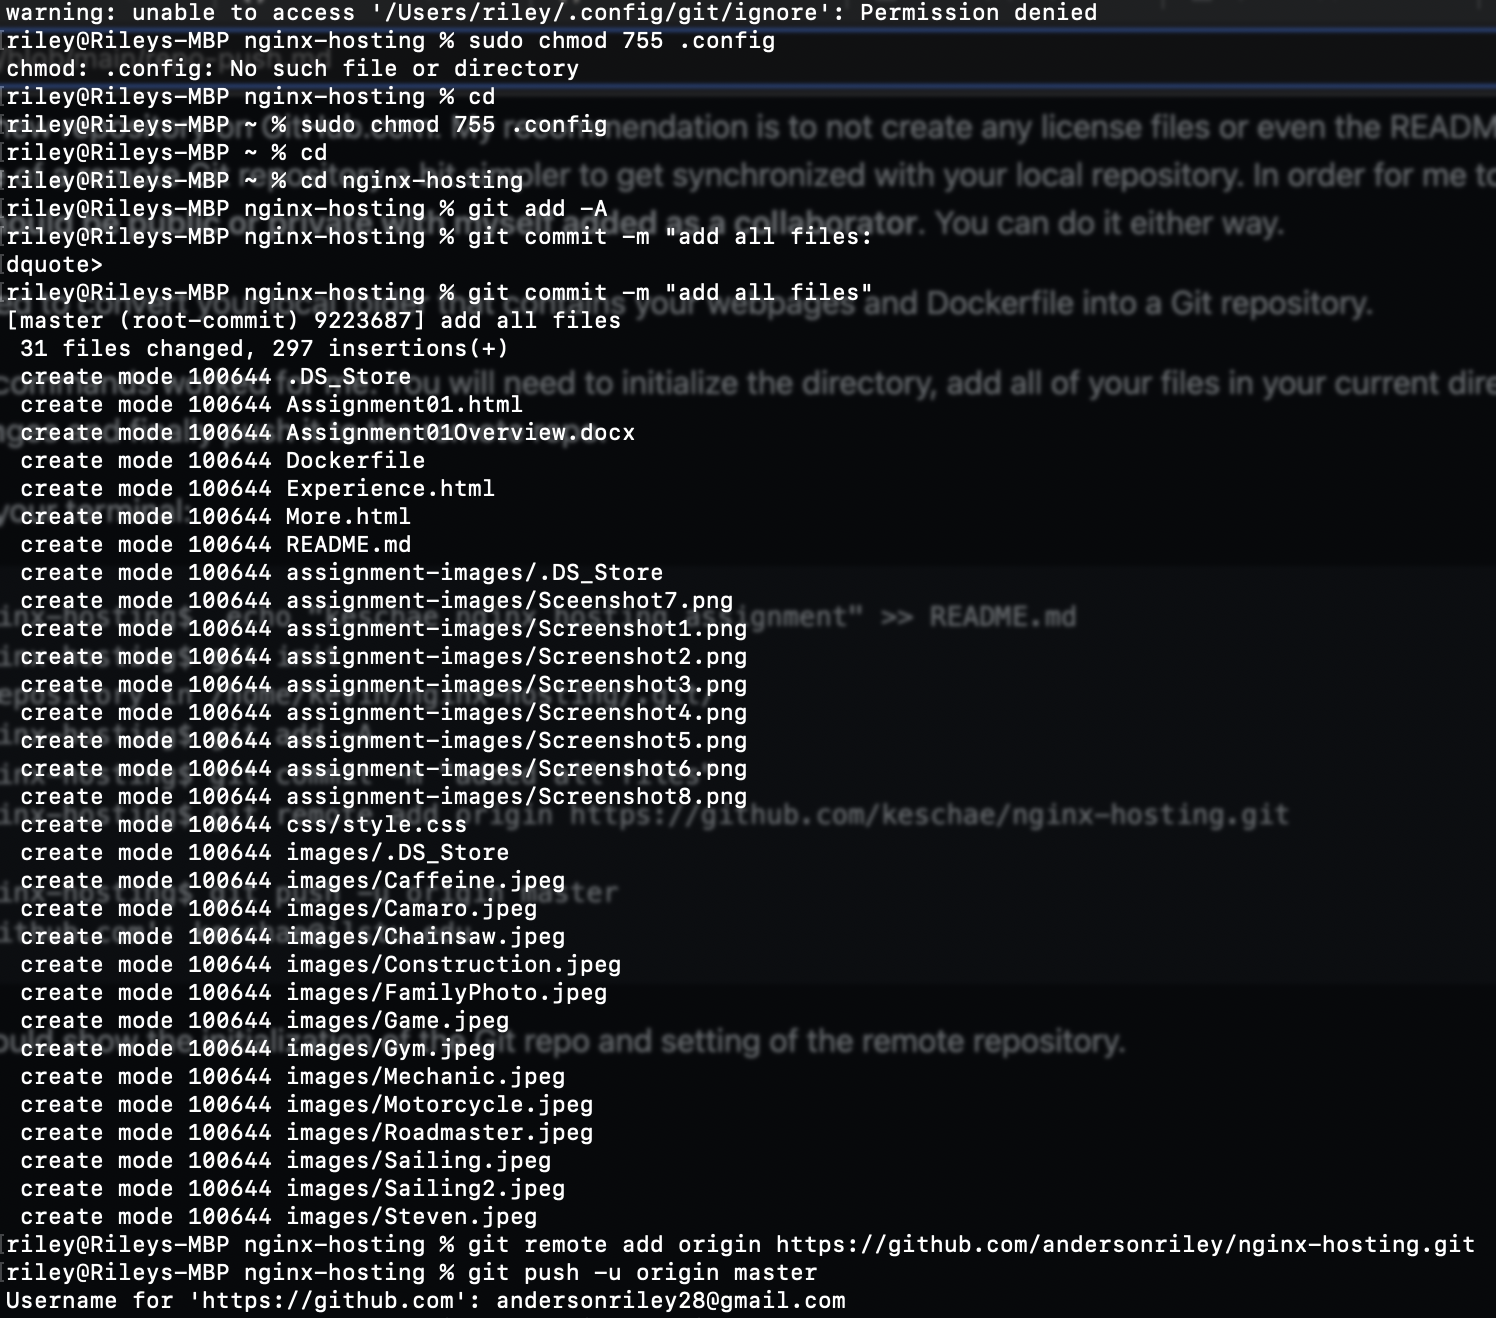 warning: unable to access '/Users/riley/.config/git/ignore': Permission denied
riley@Rileys-MBP nginx-hosting % sudo chmod 755 .config
chmod: .config: No such file or directory
riley@Rileys-MBP nginx-hosting % cd
riley@Rileys-MBP ~ % sudo chmod 755 .config
riley@Rileys-MBP ~ % cd
riley@Rileys-MBP ~ % cd nginx-hosting
riley@Rileys-MBP nginx-hosting % git add -A
riley@Rileys-MBP nginx-hosting % git commit -m "add all files:
dquote>
riley@Rileys-MBP nginx-hosting % git commit -m "add all files"
[master (root-commit) 9223687] add all files
 31 files changed, 297 insertions(+)
 create mode 100644 .DS_Store
 create mode 100644 Assignment01.html
 create mode 100644 Assignment01Overview.docx
 create mode 100644 Dockerfile
 create mode 100644 Experience.html
 create mode 100644 More.html
 create mode 100644 README.md
 create mode 100644 assignment-images/.DS_Store
 create mode 100644 assignment-images/Sceenshot7.png
 create mode 100644 assignment-images/Screenshot1.png
 create mode 100644 assignment-images/Screenshot2.png
 create mode 100644 assignment-images/Screenshot3.png
 create mode 100644 assignment-images/Screenshot4.png
 create mode 100644 assignment-images/Screenshot5.png
 create mode 100644 assignment-images/Screenshot6.png
 create mode 100644 assignment-images/Screenshot8.png
 create mode 100644 css/style.css
 create mode 100644 images/.DS_Store
 create mode 100644 images/Caffeine.jpeg
 create mode 100644 images/Camaro.jpeg
 create mode 100644 images/Chainsaw.jpeg
 create mode 100644 images/Construction.jpeg
 create mode 100644 images/FamilyPhoto.jpeg
 create mode 100644 images/Game.jpeg
 create mode 100644 images/Gym.jpeg
 create mode 100644 images/Mechanic.jpeg
 create mode 100644 images/Motorcycle.jpeg
 create mode 100644 images/Roadmaster.jpeg
 create mode 100644 images/Sailing.jpeg
 create mode 100644 images/Sailing2.jpeg
 create mode 100644 images/Steven.jpeg
riley@Rileys-MBP nginx-hosting % git remote add origin https://github.com/andersonriley/nginx-hosting.git
riley@Rileys-MBP nginx-hosting % git push -u origin master
Username for 'https://github.com': andersonriley28@gmail.com